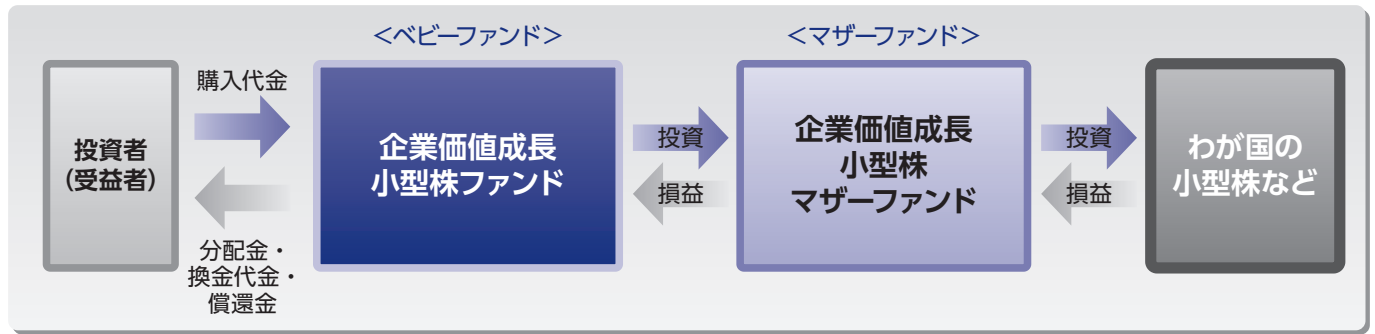 <ベビーファンド>
<マザーファンド>
投資者
(受益者)
購入代金
分配金・
換金代金・
償還金
企業価値成長
小型株ファンド
投資
損益
企業価値成長
小型株
マザーファンド
投資
損益
わが国の
小型株など